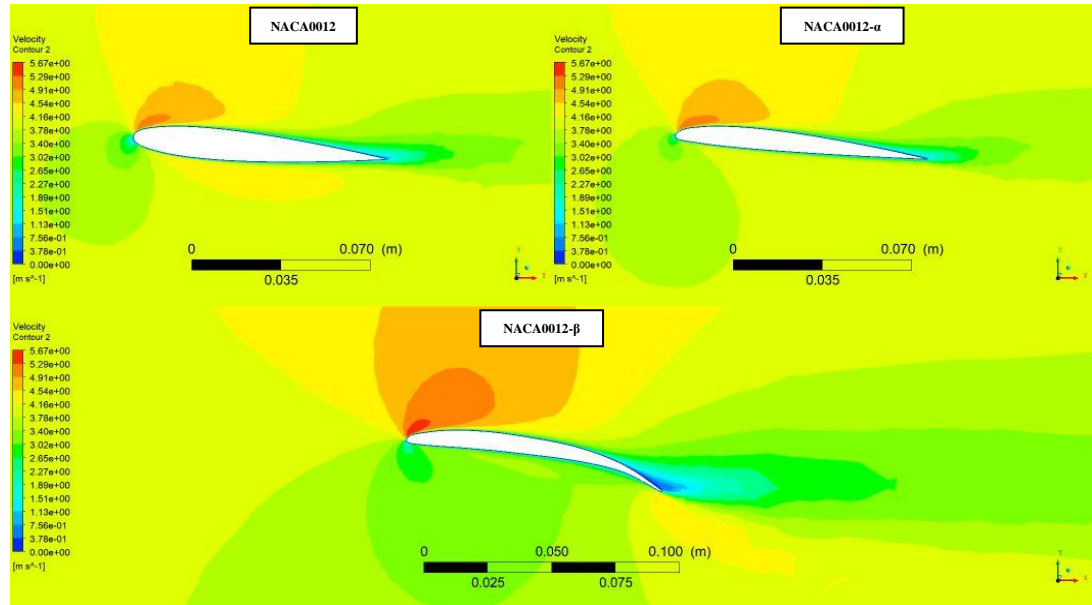 NACA0012
Velocity
Contour 2
5.67e+00
5.29e+00
4.91e+00
4.54e+00
4.16e+00
3.78e+00
3.40e+00
3.02e+00
2.65e+00
2.27e+00
1.89e+00
1.51e+00
1.13e+00
7.56e-01
3.78e-01
0.00e+00
[m s^-1]
0 0.070 (m)
0.035
Y
X
Z
NACA0012-α
Velocity
Contour 2
5.67e+00
5.29e+00
4.91e+00
4.54e+00
4.16e+00
3.78e+00
3.40e+00
3.02e+00
2.65e+00
2.27e+00
1.89e+00
1.51e+00
1.13e+00
7.56e-01
3.78e-01
0.00e+00
[m s^-1]
0 0.070 (m)
0.035
Y
X
Z
NACA0012-β
Velocity
Contour 2
5.67e+00
5.29e+00
4.91e+00
4.54e+00
4.16e+00
3.78e+00
3.40e+00
3.02e+00
2.65e+00
2.27e+00
1.89e+00
1.51e+00
1.13e+00
7.56e-01
3.78e-01
0.00e+00
[m s^-1]
0 0.050 0.100 (m)
0.025 0.075
Y
X
Z